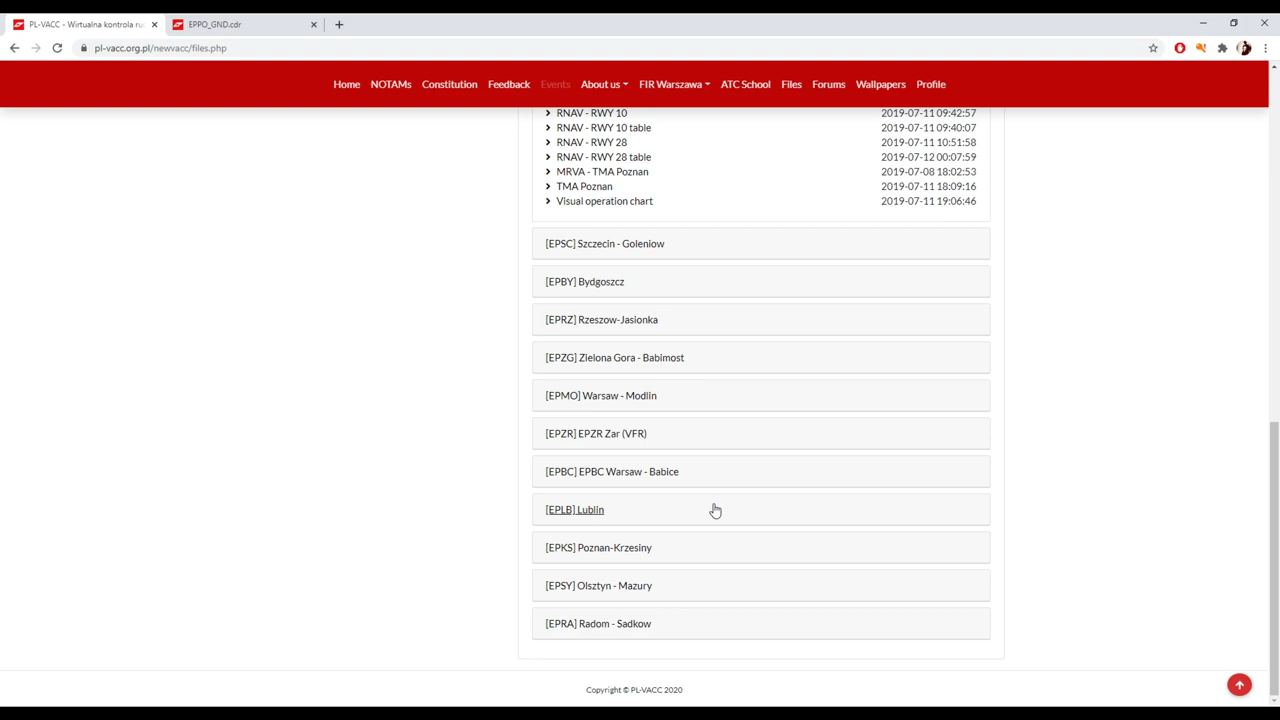 PL-VACC - Wirtualna kontrola ruc
EPPO_GND.cdr
pl-vacc.org.pl/newvacc/files.php
Home NOTAMs Constitution Feedback Events About us FIR Warszawa ATC School Files Forums Wallpapers Profile
RNAV - RWY 10 2019-07-11 09:42:57
RNAV - RWY 10 table 2019-07-11 09:40:07
RNAV - RWY 28 2019-07-11 10:51:58
RNAV - RWY 28 table 2019-07-12 00:07:59
MRVA - TMA Poznan 2019-07-08 18:02:53
TMA Poznan 2019-07-11 18:09:16
Visual operation chart 2019-07-11 19:06:46
[EPSC] Szczecin - Goleniow
[EPBY] Bydgoszcz
[EPRZ] Rzeszow-Jasionka
[EPZG] Zielona Gora - Babimost
[EPMO] Warsaw - Modlin
[EPZR] EPZR Zar (VFR)
[EPBC] EPBC Warsaw - Babice
[EPLB] Lublin
[EPKS] Poznan-Krzesiny
[EPSY] Olsztyn - Mazury
[EPRA] Radom - Sadkow
Copyright © PL-VACC 2020